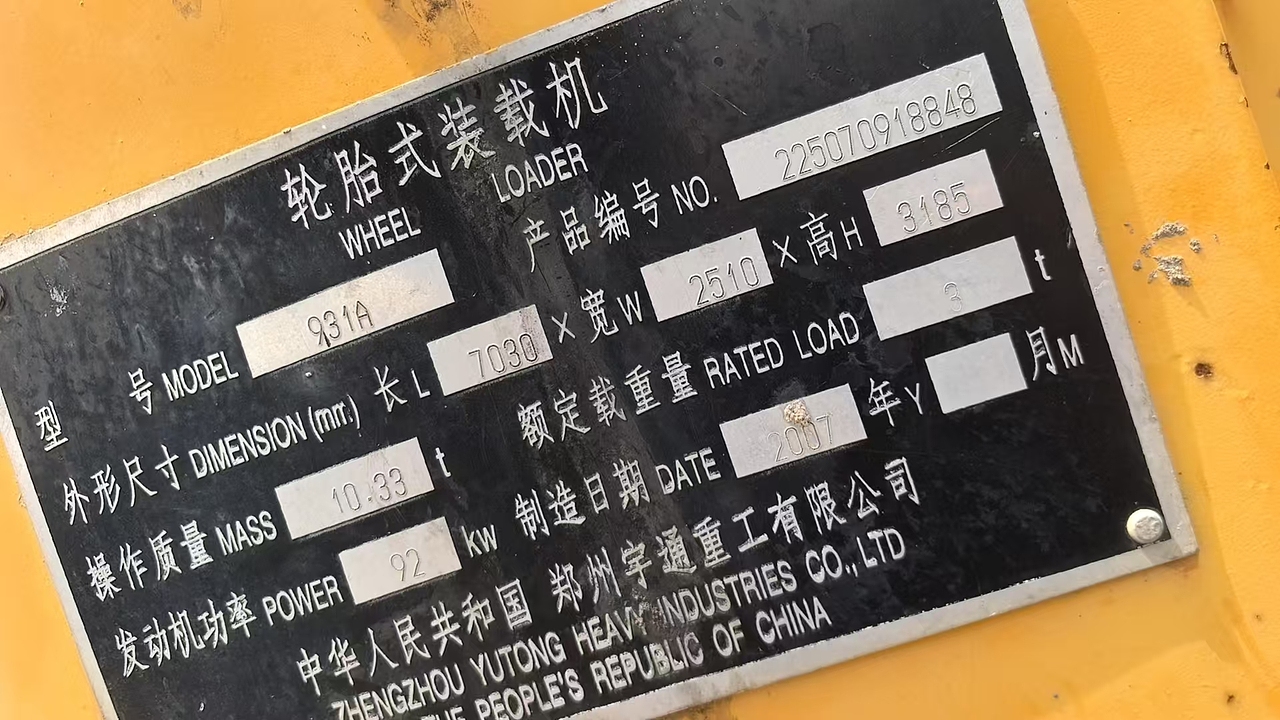 轮胎式装载机
WHEEL LOADER
型 号 MODEL 931A 产品编号 NO. 225070918848
外形尺寸 DIMENSION (mm) 长 L 7030 × 宽 W 2510 × 高 H 3185
操作质量 MASS 10.33 t 额定载重量 RATED LOAD 3 t
发动机功率 POWER 92 kw 制造日期 DATE 2007 年 Y 月 M
中华人民共和国 郑州宇通重工有限公司
ZHENGZHOU YUTONG HEAVY INDUSTRIES CO.,LTD
THE PEOPLE'S REPUBLIC OF CHINA